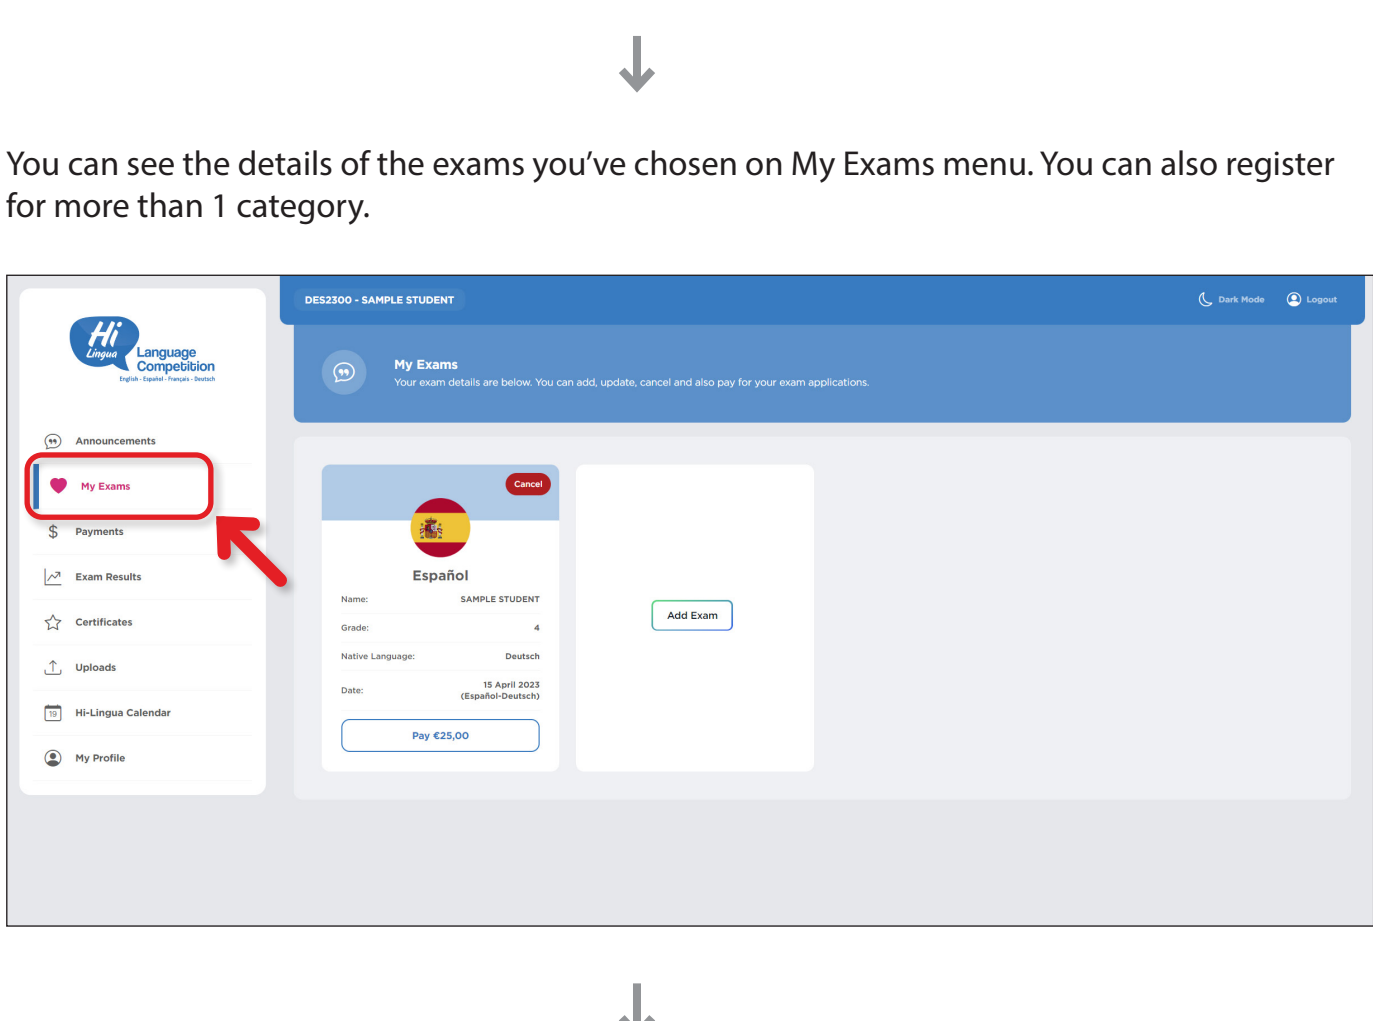 You can see the details of the exams you’ve chosen on My Exams menu. You can also register
for more than 1 category.
Hi
Lingua
Language
Competition
English - Español - Français - Deutsch
Announcements
My Exams
$ Payments
Exam Results
Certificates
Uploads
19 Hi-Lingua Calendar
My Profile
DES2300 - SAMPLE STUDENT
Dark Mode
Logout
My Exams
Your exam details are below. You can add, update, cancel and also pay for your exam applications.
Cancel
Español
Name: SAMPLE STUDENT
Grade: 4
Native Language: Deutsch
Date: 15 April 2023
(Español-Deutsch)
Pay €25,00
Add Exam